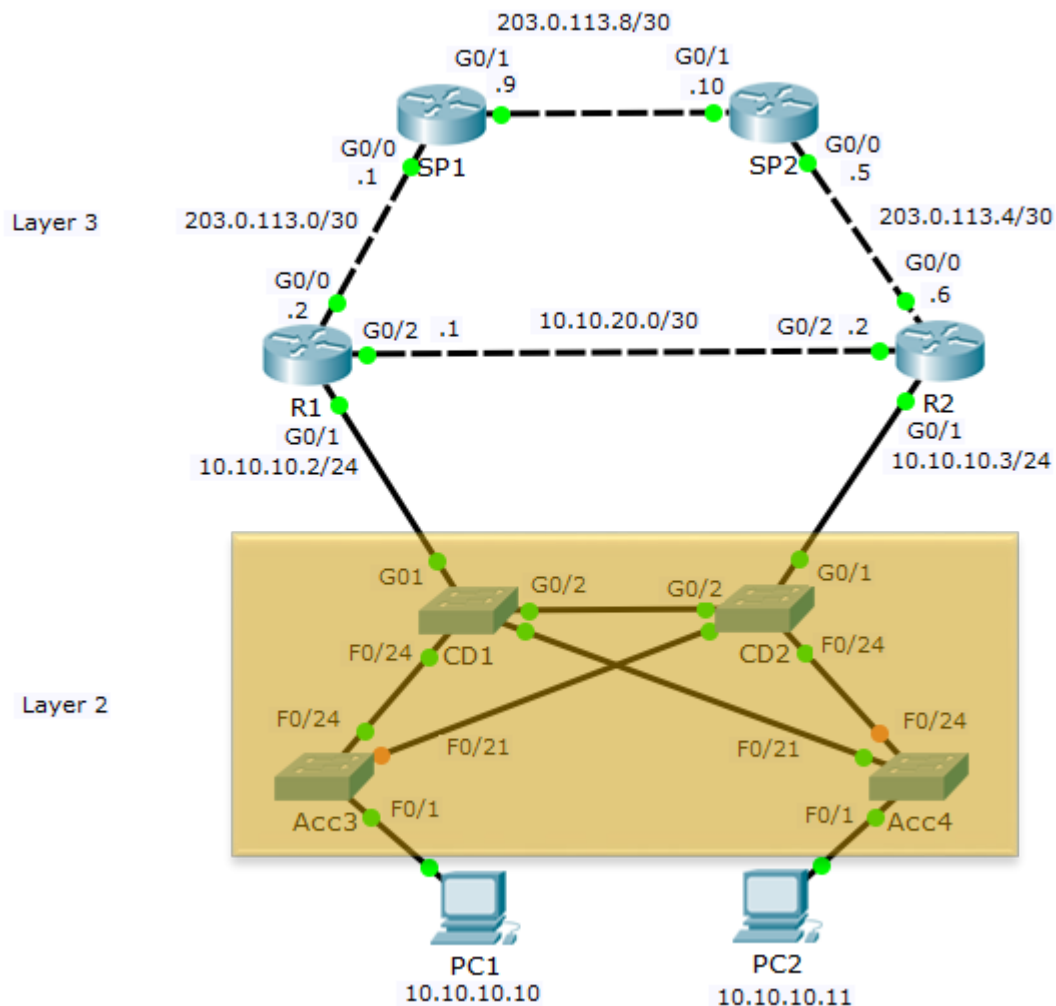 203.0.113.8/30
G0/1
.9
G0/1
.10
SP1
SP2
G0/0
.1
G0/0
.5
Layer 3
203.0.113.0/30
203.0.113.4/30
G0/0
.2
G0/0
.6
G0/2 .1
10.10.20.0/30
G0/2 .2
R1
R2
G0/1
10.10.10.2/24
G0/1
10.10.10.3/24
G01
G0/2
G0/2
G0/1
CD1
CD2
F0/24
F0/24
Layer 2
F0/24
F0/21
F0/21
F0/24
Acc3
F0/1
F0/1
Acc4
PC1
10.10.10.10
PC2
10.10.10.11